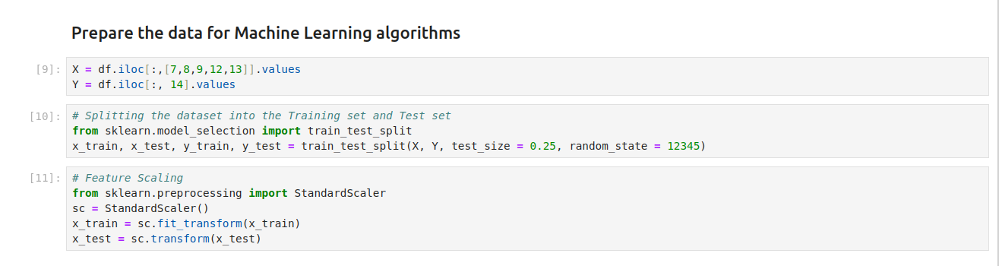 Prepare the data for Machine Learning algorithms
[9]:
X = df.iloc[:,[7,8,9,12,13]].values
Y = df.iloc[:, 14].values
[10]:
# Splitting the dataset into the Training set and Test set
from sklearn.model_selection import train_test_split
x_train, x_test, y_train, y_test = train_test_split(X, Y, test_size = 0.25, random_state = 12345)
[11]:
# Feature Scaling
from sklearn.preprocessing import StandardScaler
sc = StandardScaler()
x_train = sc.fit_transform(x_train)
x_test = sc.transform(x_test)